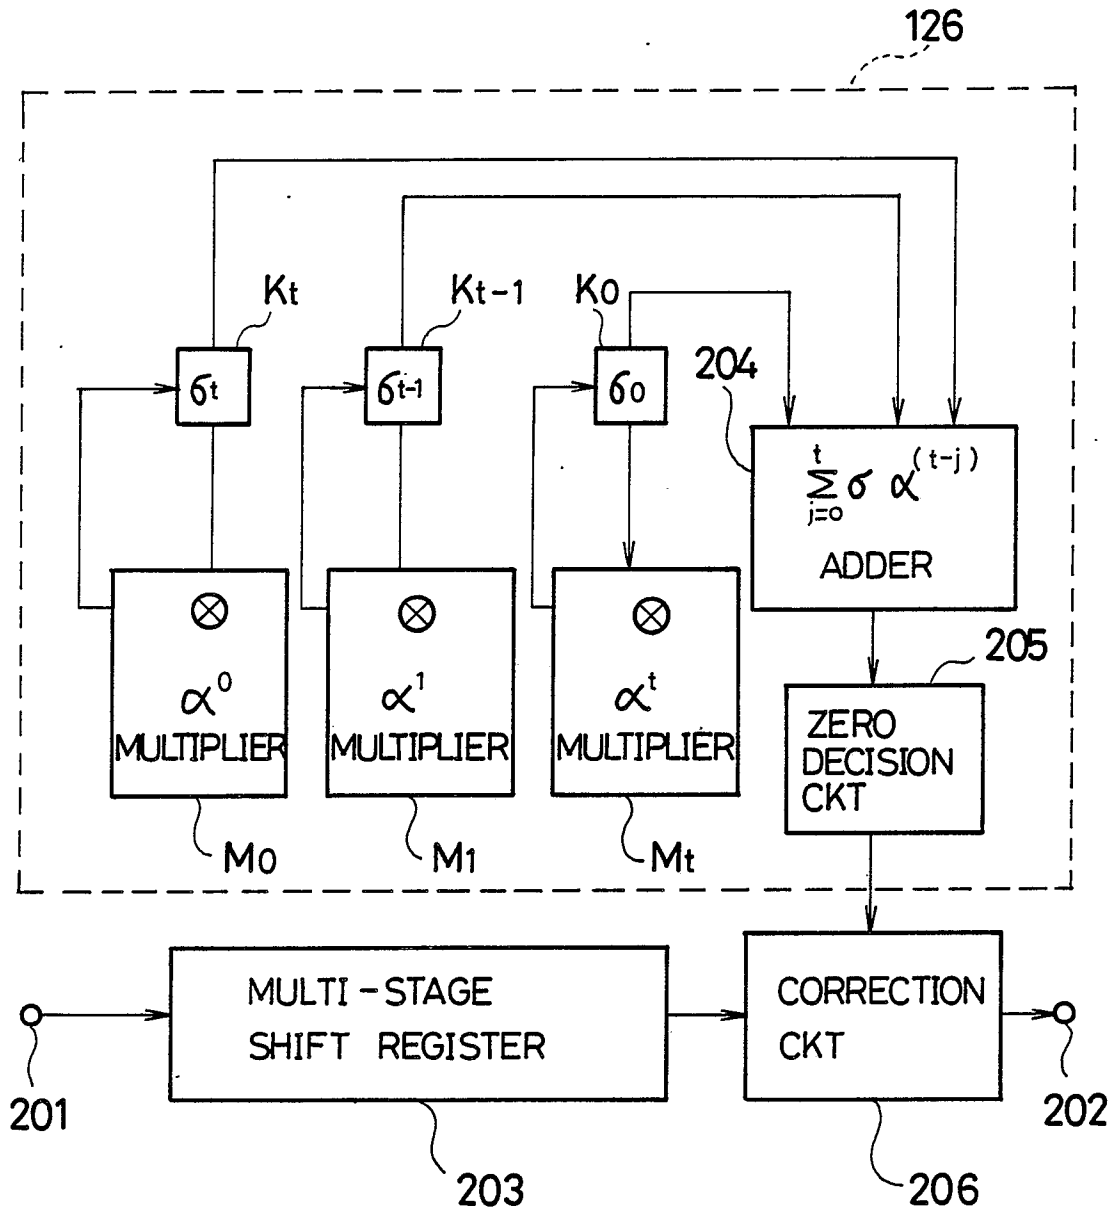 126
Kt
Kt-1
K0
σt
σt-1
σ0
204
t
∑ σ α(t-j)
j=0
ADDER
205
α0
MULTIPLIER
α1
MULTIPLIER
αt
MULTIPLIER
ZERO
DECISION
CKT
M0
M1
Mt
MULTI-STAGE
SHIFT REGISTER
CORRECTION
CKT
201
202
203
206